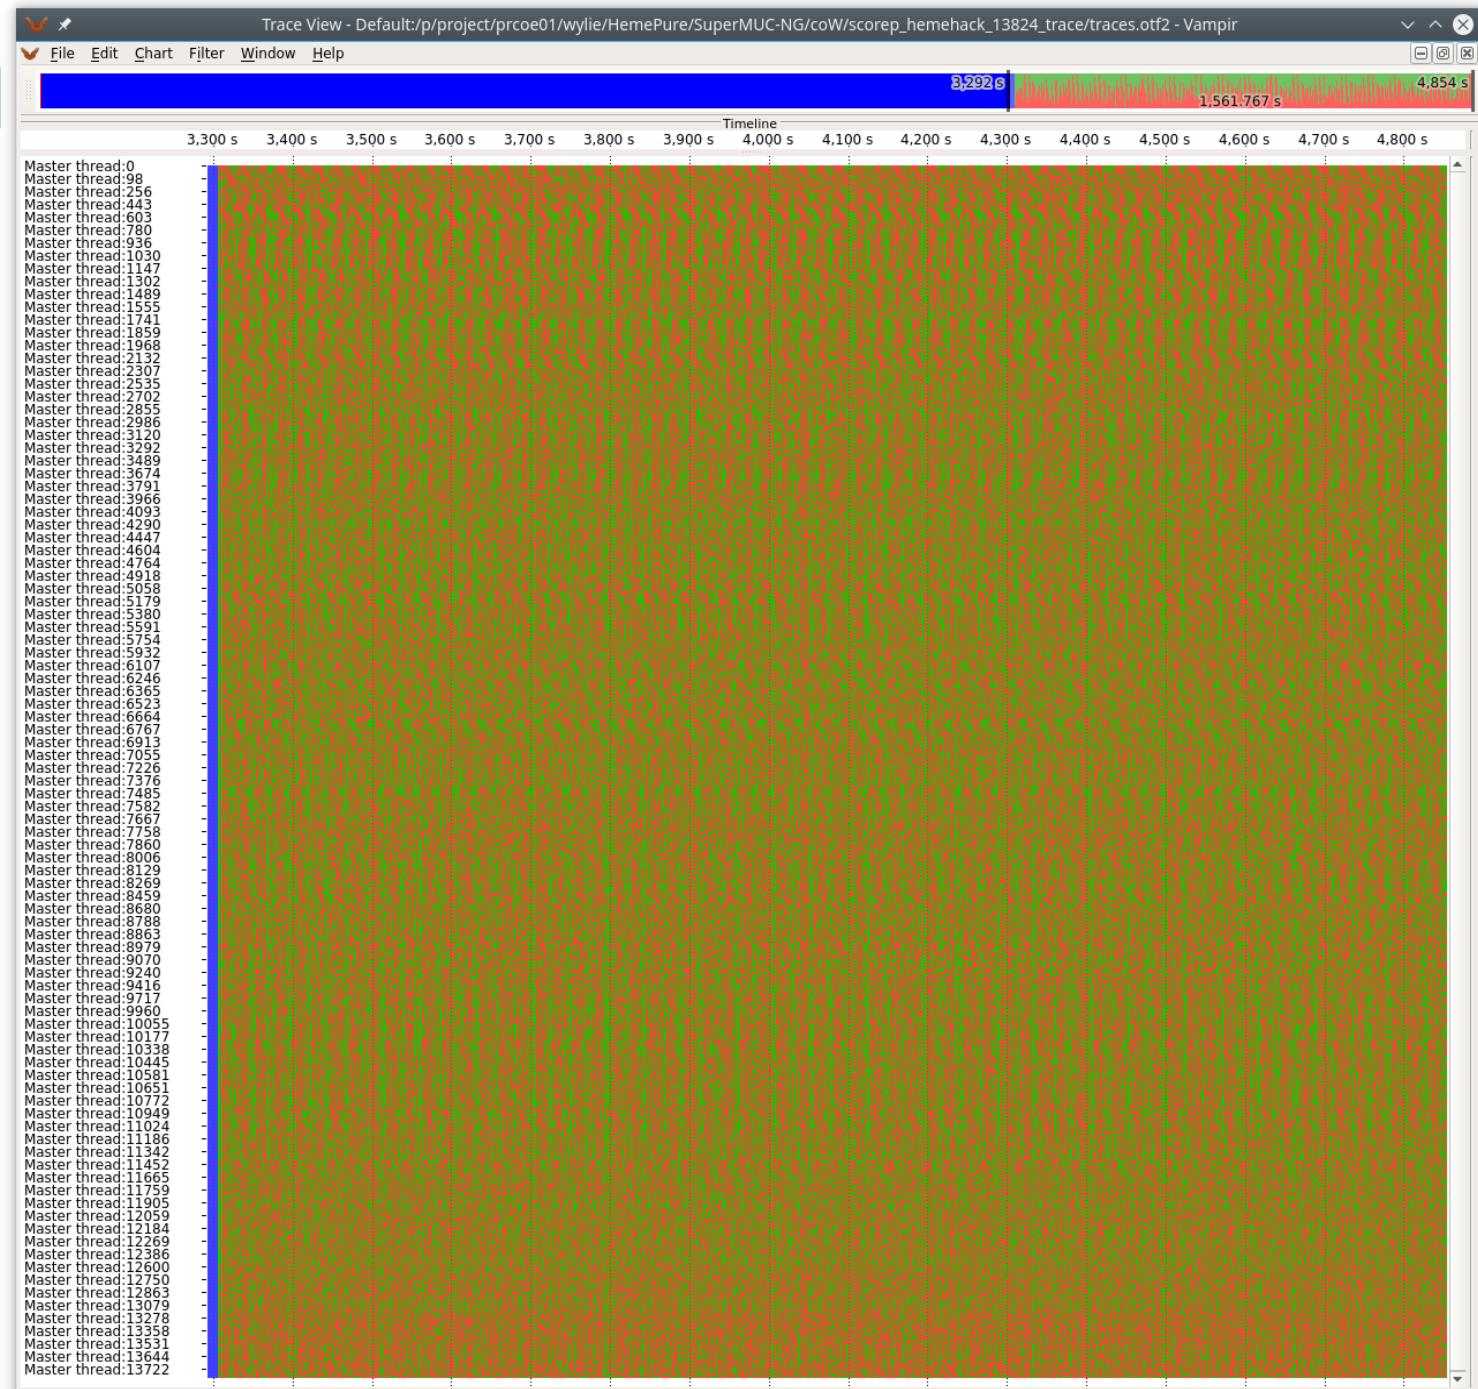 Trace View - Default:/p/project/prcoe01/wylie/HemePure/SuperMUC-NG/coW/scorep_hemehack_13824_trace/traces.otf2 - Vampir
File Edit Chart Filter Window Help
3,292 s 4,854 s
1,561.767 s
Timeline
3,300 s 3,400 s 3,500 s 3,600 s 3,700 s 3,800 s 3,900 s 4,000 s 4,100 s 4,200 s 4,300 s 4,400 s 4,500 s 4,600 s 4,700 s 4,800 s
Master thread:0
Master thread:98
Master thread:256
Master thread:443
Master thread:603
Master thread:780
Master thread:936
Master thread:1030
Master thread:1147
Master thread:1302
Master thread:1489
Master thread:1555
Master thread:1741
Master thread:1859
Master thread:1968
Master thread:2132
Master thread:2307
Master thread:2535
Master thread:2702
Master thread:2855
Master thread:2986
Master thread:3120
Master thread:3292
Master thread:3489
Master thread:3674
Master thread:3791
Master thread:3966
Master thread:4093
Master thread:4290
Master thread:4447
Master thread:4604
Master thread:4764
Master thread:4918
Master thread:5058
Master thread:5179
Master thread:5380
Master thread:5591
Master thread:5754
Master thread:5932
Master thread:6107
Master thread:6246
Master thread:6365
Master thread:6523
Master thread:6664
Master thread:6767
Master thread:6913
Master thread:7055
Master thread:7226
Master thread:7376
Master thread:7485
Master thread:7582
Master thread:7667
Master thread:7758
Master thread:7860
Master thread:8006
Master thread:8129
Master thread:8269
Master thread:8459
Master thread:8680
Master thread:8788
Master thread:8863
Master thread:8979
Master thread:9070
Master thread:9240
Master thread:9416
Master thread:9717
Master thread:9960
Master thread:10055
Master thread:10177
Master thread:10338
Master thread:10445
Master thread:10581
Master thread:10651
Master thread:10772
Master thread:10949
Master thread:11024
Master thread:11186
Master thread:11342
Master thread:11452
Master thread:11665
Master thread:11759
Master thread:11905
Master thread:12059
Master thread:12184
Master thread:12269
Master thread:12386
Master thread:12600
Master thread:12750
Master thread:12863
Master thread:13079
Master thread:13278
Master thread:13358
Master thread:13531
Master thread:13644
Master thread:13722